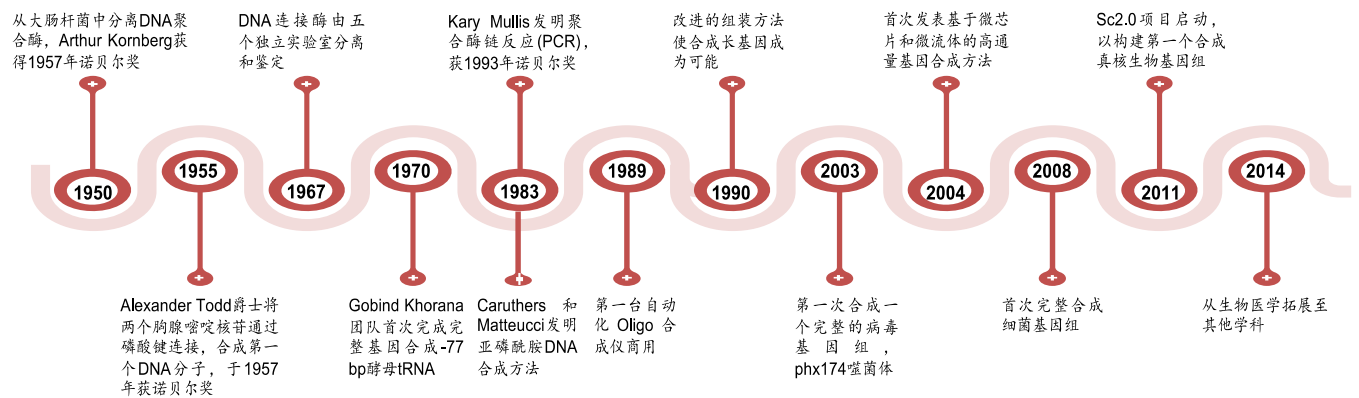 从大肠杆菌中分离DNA聚
合酶，Arthur Kornberg获
得1957年诺贝尔奖
DNA连接酶由五
个独立实验室分离
和鉴定
Kary Mullis发明聚
合酶链反应(PCR)，
获1993年诺贝尔奖
改进的组装方法
使合成长基因成
为可能
首次发表基于微芯
片和微流体的高通
量基因合成方法
Sc2.0项目启动，
以构建第一个合成
真核生物基因组
1950
1955
1967
1970
1983
1989
1990
2003
2004
2008
2011
2014
Alexander Todd爵士将
两个胸腺嘧啶核苷通过
磷酸键连接，合成第一
个DNA分子，于1957
年获诺贝尔奖
Gobind Khorana
团队首次完成完
整基因合成-77
bp酵母tRNA
Caruthers 和
Matteucci发明
亚磷酰胺DNA
合成方法
第一台自动
化 Oligo 合
成仪商用
第一次合成一
个完整的病毒
基因组，
phx174噬菌体
首次完整合成
细菌基因组
从生物医学拓展至
其他学科